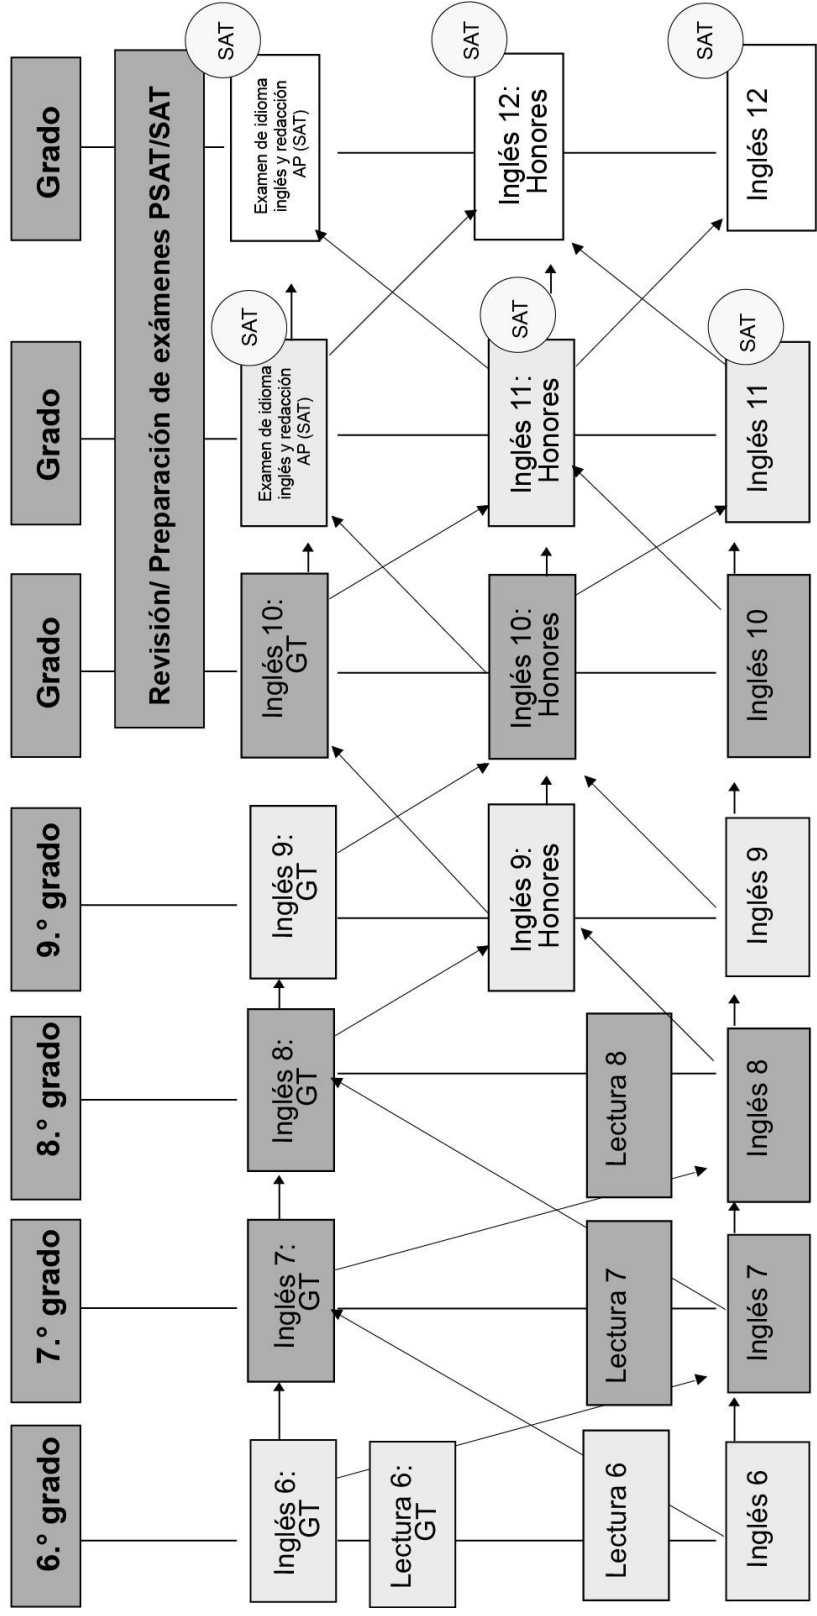 6.° grado
7.° grado
8.° grado
9.° grado
Grado
Grado
Grado
Revisión/ Preparación de exámenes PSAT/SAT
Inglés 6:
GT
Inglés 7:
GT
Inglés 8:
GT
Inglés 9:
GT
Inglés 10:
GT
Examen de idioma
inglés y redacción
AP (SAT)
SAT
Examen de idioma
inglés y redacción
AP (SAT)
SAT
Lectura 6:
GT
Inglés 9:
Honores
Inglés 10:
Honores
Inglés 11:
Honores
SAT
Inglés 12:
Honores
SAT
Lectura 6
Lectura 7
Lectura 8
Inglés 6
Inglés 7
Inglés 8
Inglés 9
Inglés 10
Inglés 11
SAT
Inglés 12
SAT